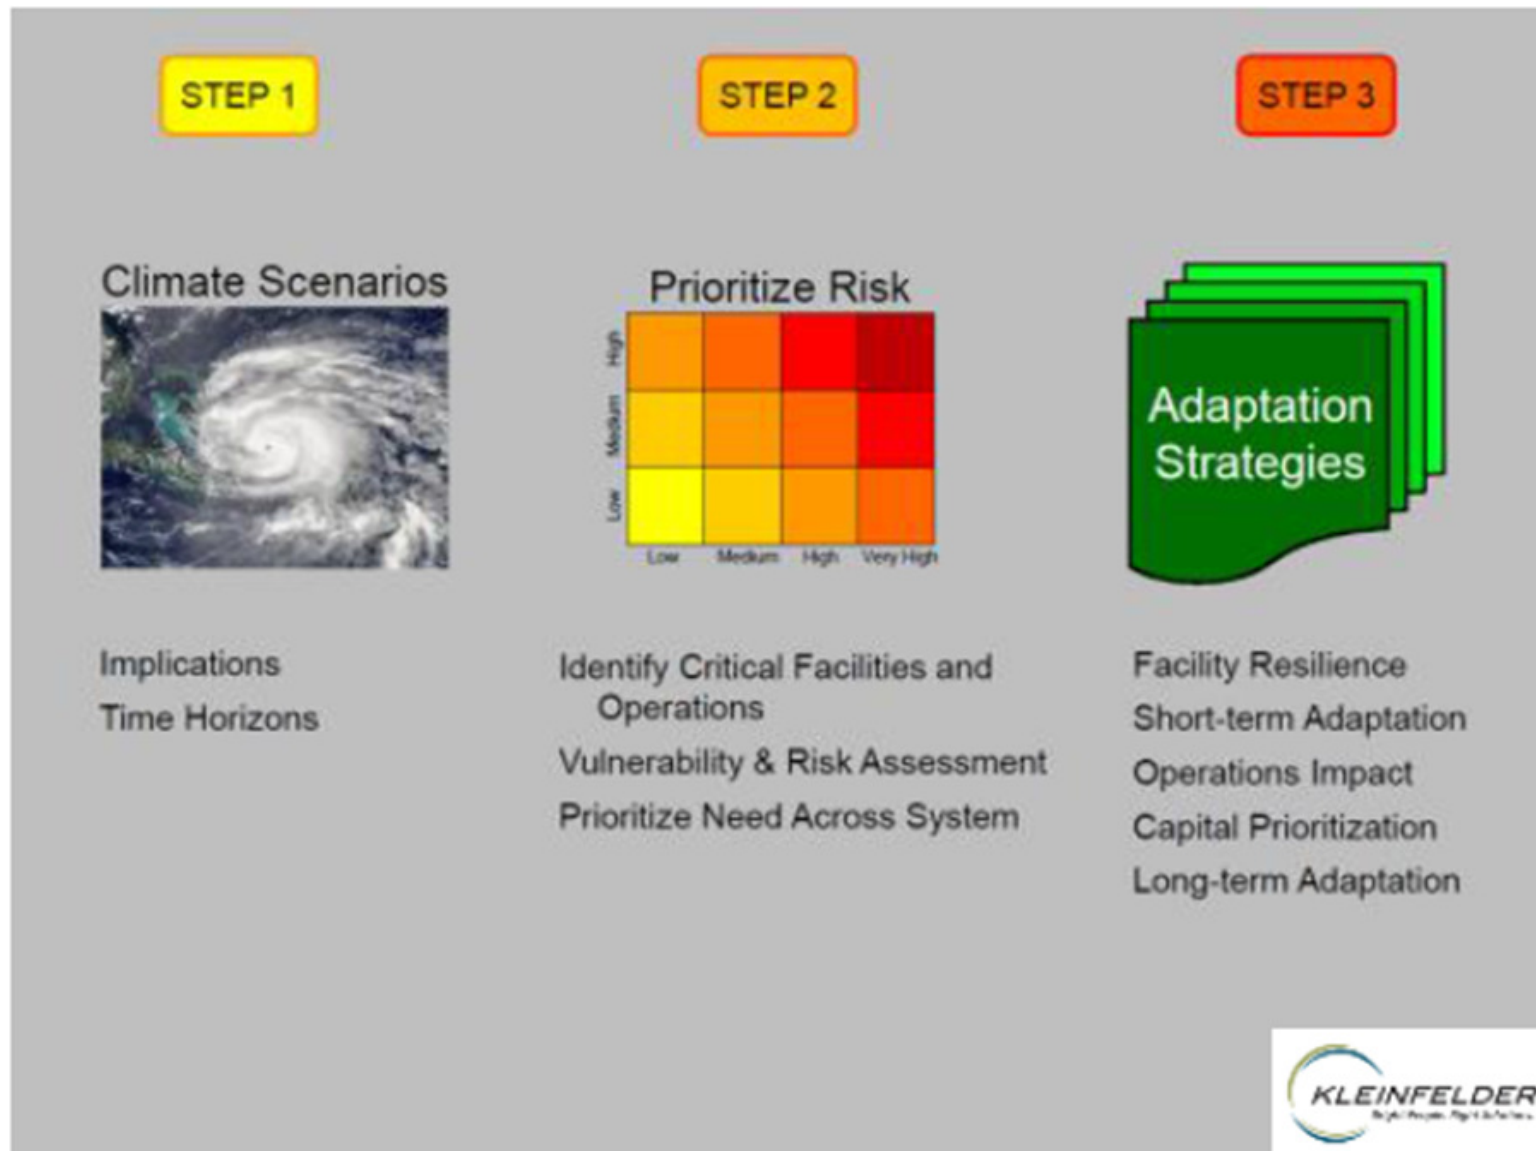 STEP 1
STEP 2
STEP 3
Climate Scenarios
Implications
Time Horizons
Prioritize Risk
High
Medium
Low
Low Medium High Very High
Identify Critical Facilities and
Operations
Vulnerability & Risk Assessment
Prioritize Need Across System
Adaptation
Strategies
Facility Resilience
Short-term Adaptation
Operations Impact
Capital Prioritization
Long-term Adaptation
KLEINFELDER